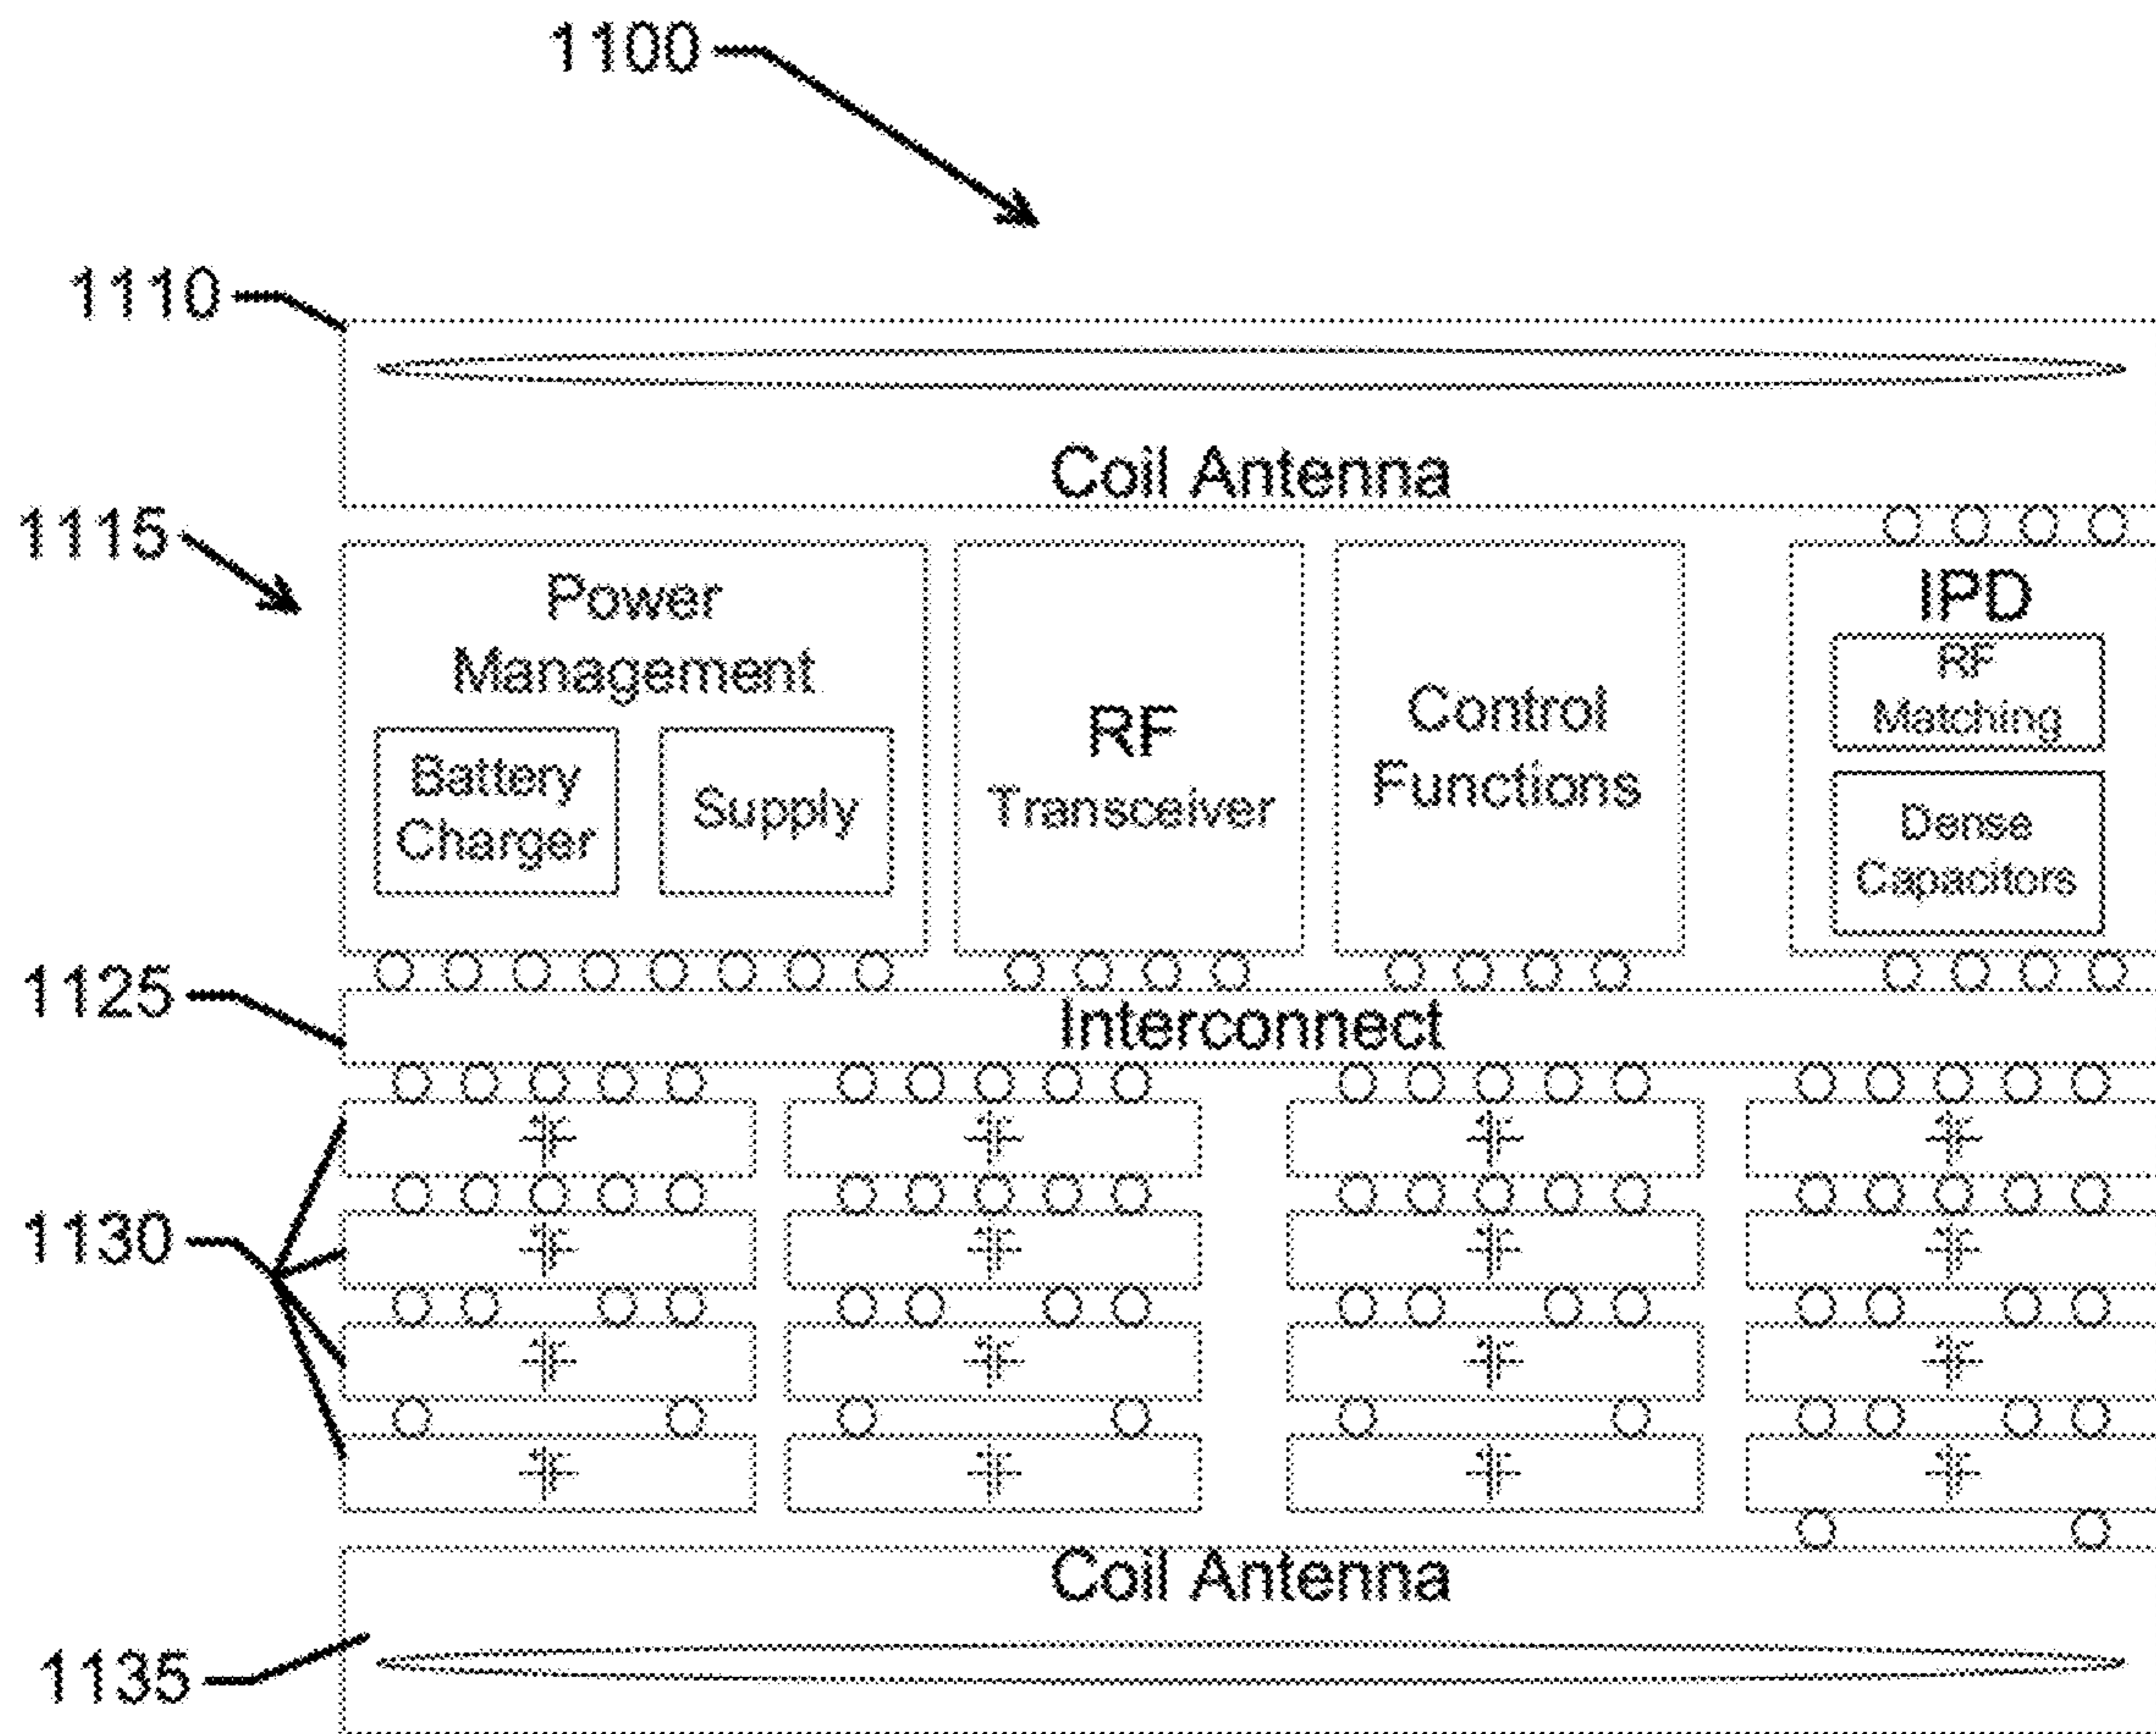 1100
1110
Coil Antenna
1115
Power
Management
Battery
Charger
Supply
RF
Transceiver
Control
Functions
IPD
RF
Matching
Dense
Capacitors
1125
Interconnect
1130
Coil Antenna
1135